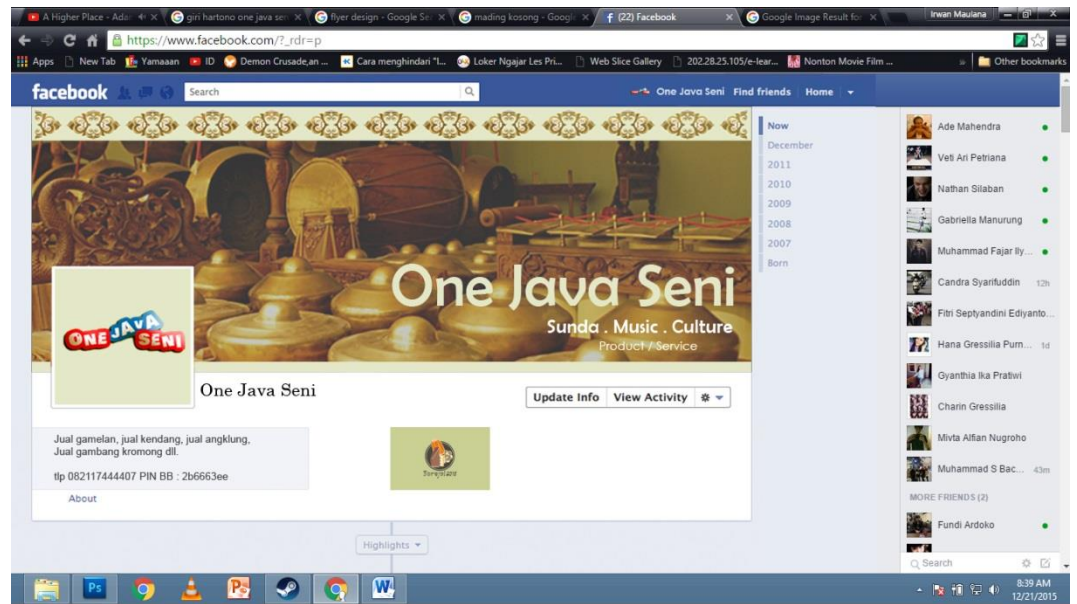 A Higher Place - Adar
giri hartono one java ser
flyer design - Google Sea
mading kosong - Google
(22) Facebook
Google Image Result for
Irwan Maulana
https://www.facebook.com/?_rdr=p
Apps
New Tab
Yamaaan
ID
Demon Crusade,an ...
Cara menghindari "I...
Loker Ngajar Les Pri...
Web Slice Gallery
202.28.25.105/e-lear...
Nonton Movie Film ...
Other bookmarks
facebook
Search
One Java Seni
Find friends
Home
One Java Seni
Sunda . Music . Culture
Product / Service
ONE JAVA SENI
One Java Seni
Update Info
View Activity
Jual gamelan, jual kendang, jual angklung,
Jual gambang kromong dll.
tlp 082117444407 PIN BB : 2b6663ee
About
Highlights
Now
December
2011
2010
2009
2008
2007
Born
Ade Mahendra
Veti Ari Petriana
Nathan Silaban
Gabriella Manurung
Muhammad Fajar Ily...
Candra Syarifuddin 12h
Fitri Septyandini Ediyanto...
Hana Gressilia Purn... 1d
Gyanthia Ika Pratiwi
Charin Gressilia
Mivta Alfian Nugroho
Muhammad S Bac... 43m
MORE FRIENDS (2)
Fundi Ardoko
Search
Ps
8:39 AM
12/21/2015